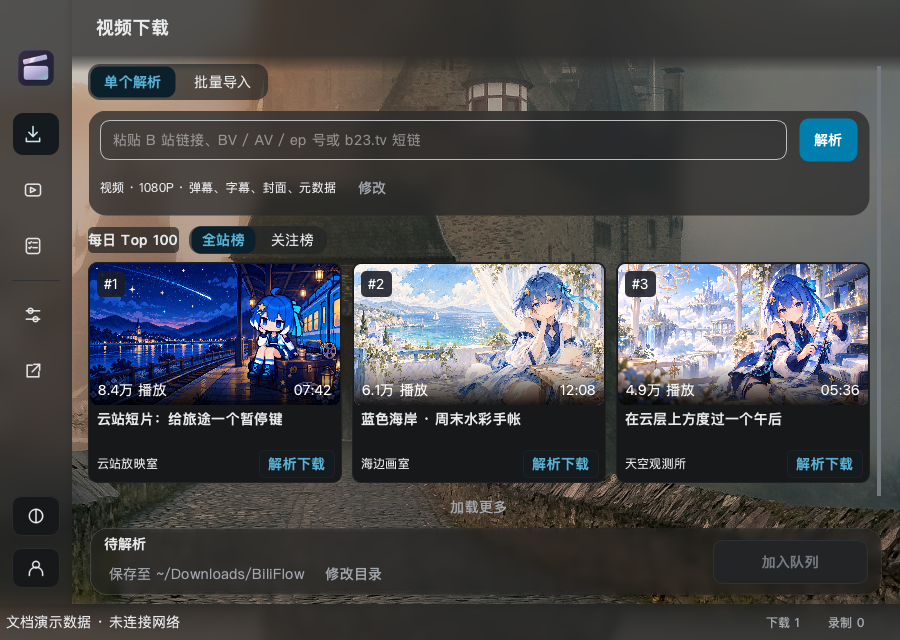 视频下载
单个解析 批量导入
粘贴 B 站链接、BV / AV / ep 号或 b23.tv 短链 解析
视频 · 1080P · 弹幕、字幕、封面、元数据 修改
每日 Top 100 全站榜 关注榜
#1 #2 #3
8.4万 播放 07:42 6.1万 播放 12:08 4.9万 播放 05:36
云站短片：给旅途一个暂停键 蓝色海岸 · 周末水彩手帐 在云层上方度过一个午后
云站放映室 解析下载 海边画室 解析下载 天空观测所 解析下载
加载更多
待解析
保存至 ~/Downloads/BiliFlow 修改目录 加入队列
文档演示数据 · 未连接网络 下载 1 录制 0